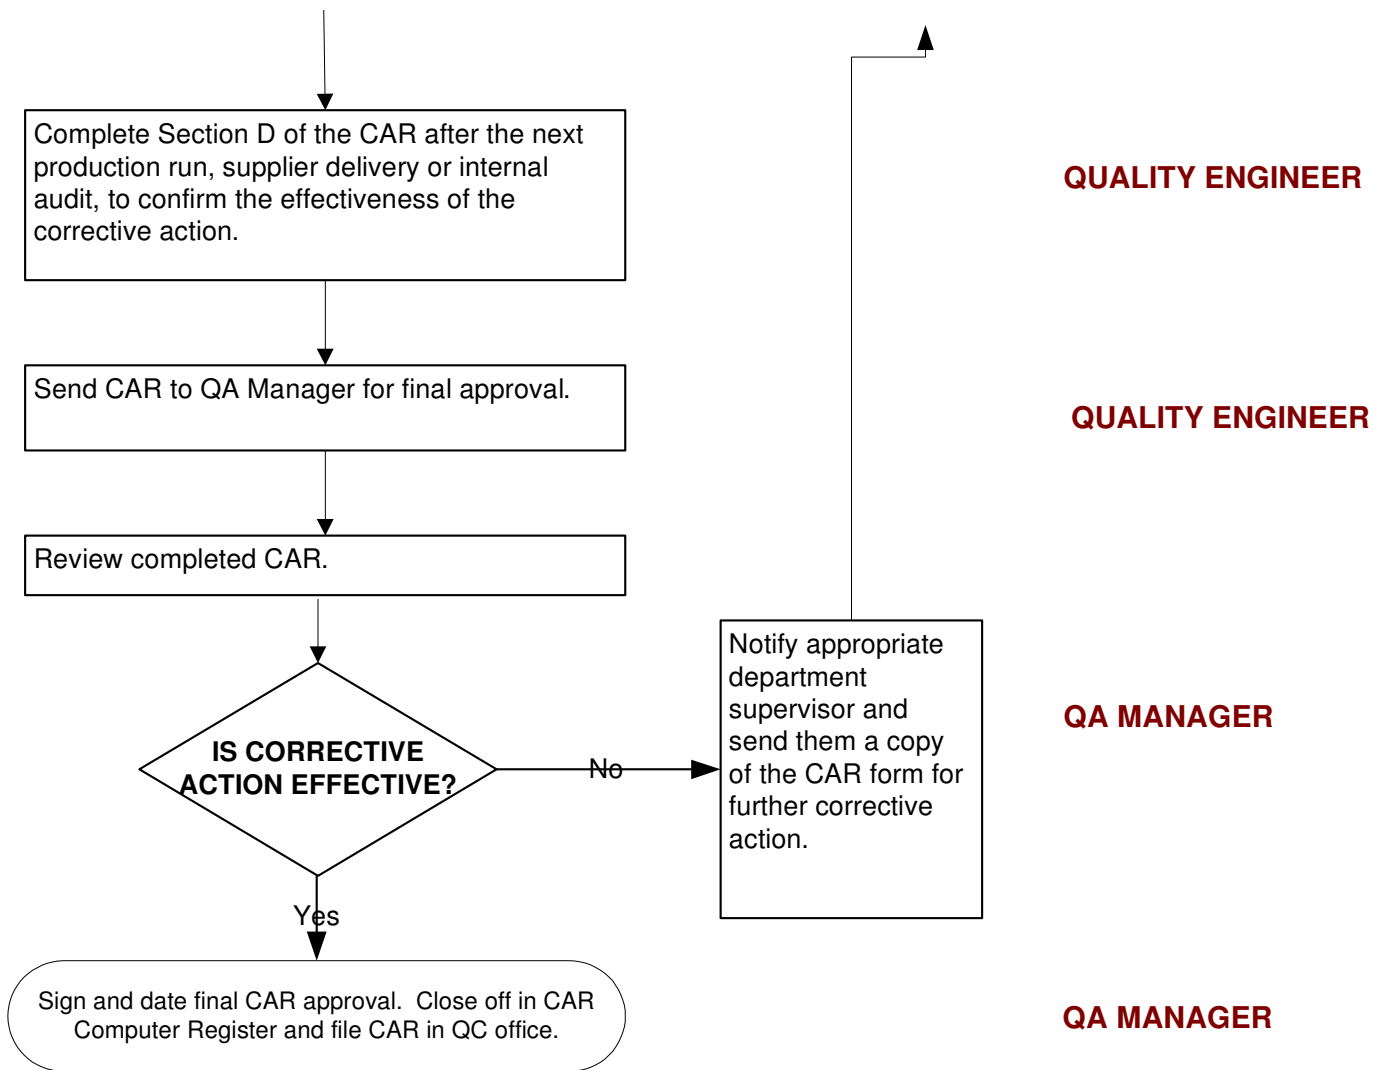 Complete Section D of the CAR after the next
production run, supplier delivery or internal
audit, to confirm the effectiveness of the
corrective action.
QUALITY ENGINEER
Send CAR to QA Manager for final approval.
QUALITY ENGINEER
Review completed CAR.
IS CORRECTIVE
ACTION EFFECTIVE?
No
Notify appropriate
department
supervisor and
send them a copy
of the CAR form for
further corrective
action.
QA MANAGER
Yes
Sign and date final CAR approval.  Close off in CAR
Computer Register and file CAR in QC office.
QA MANAGER